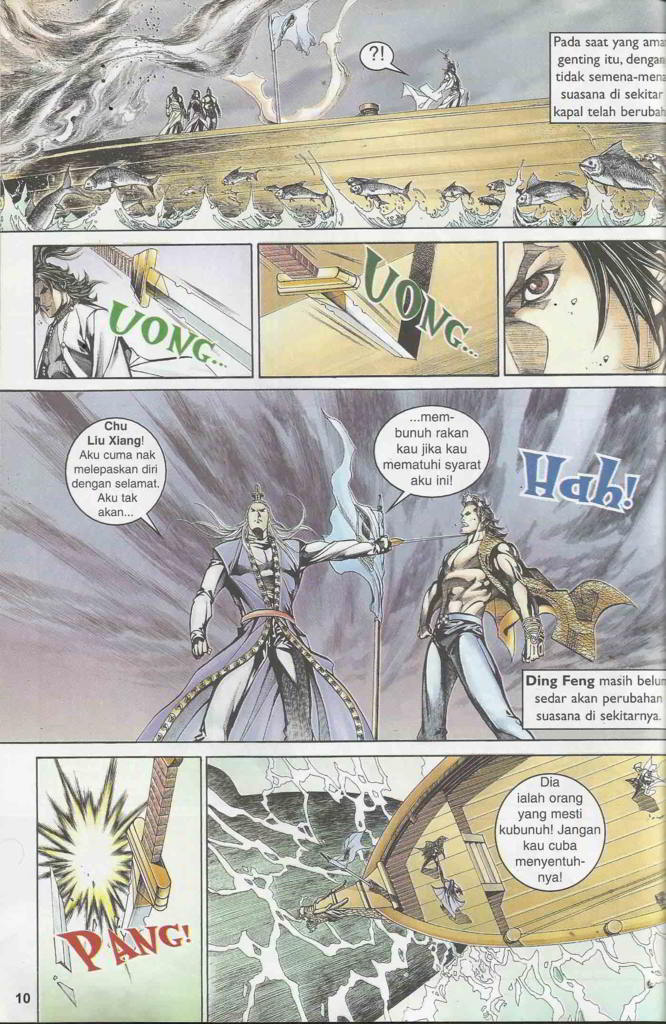 ?!
Pada saat yang
genting itu, dengan
tidak semena-mena
suasana di sekitar
kapal telah berubah
UONG...
UONG...
Chu
Liu Xiang!
Aku cuma nak
melepaskan diri
dengan selamat.
Aku tak
akan...
...mem-
bunuh rakan
kau jika kau
mematuhi syarat
aku ini!
Hah!
Ding Feng masih belum
sedar akan perubahan
suasana di sekitarnya.
PANG!
Dia
ialah orang
yang mesti
kubunuh! Jangan
kau cuba
menyentuh-
nya!
10